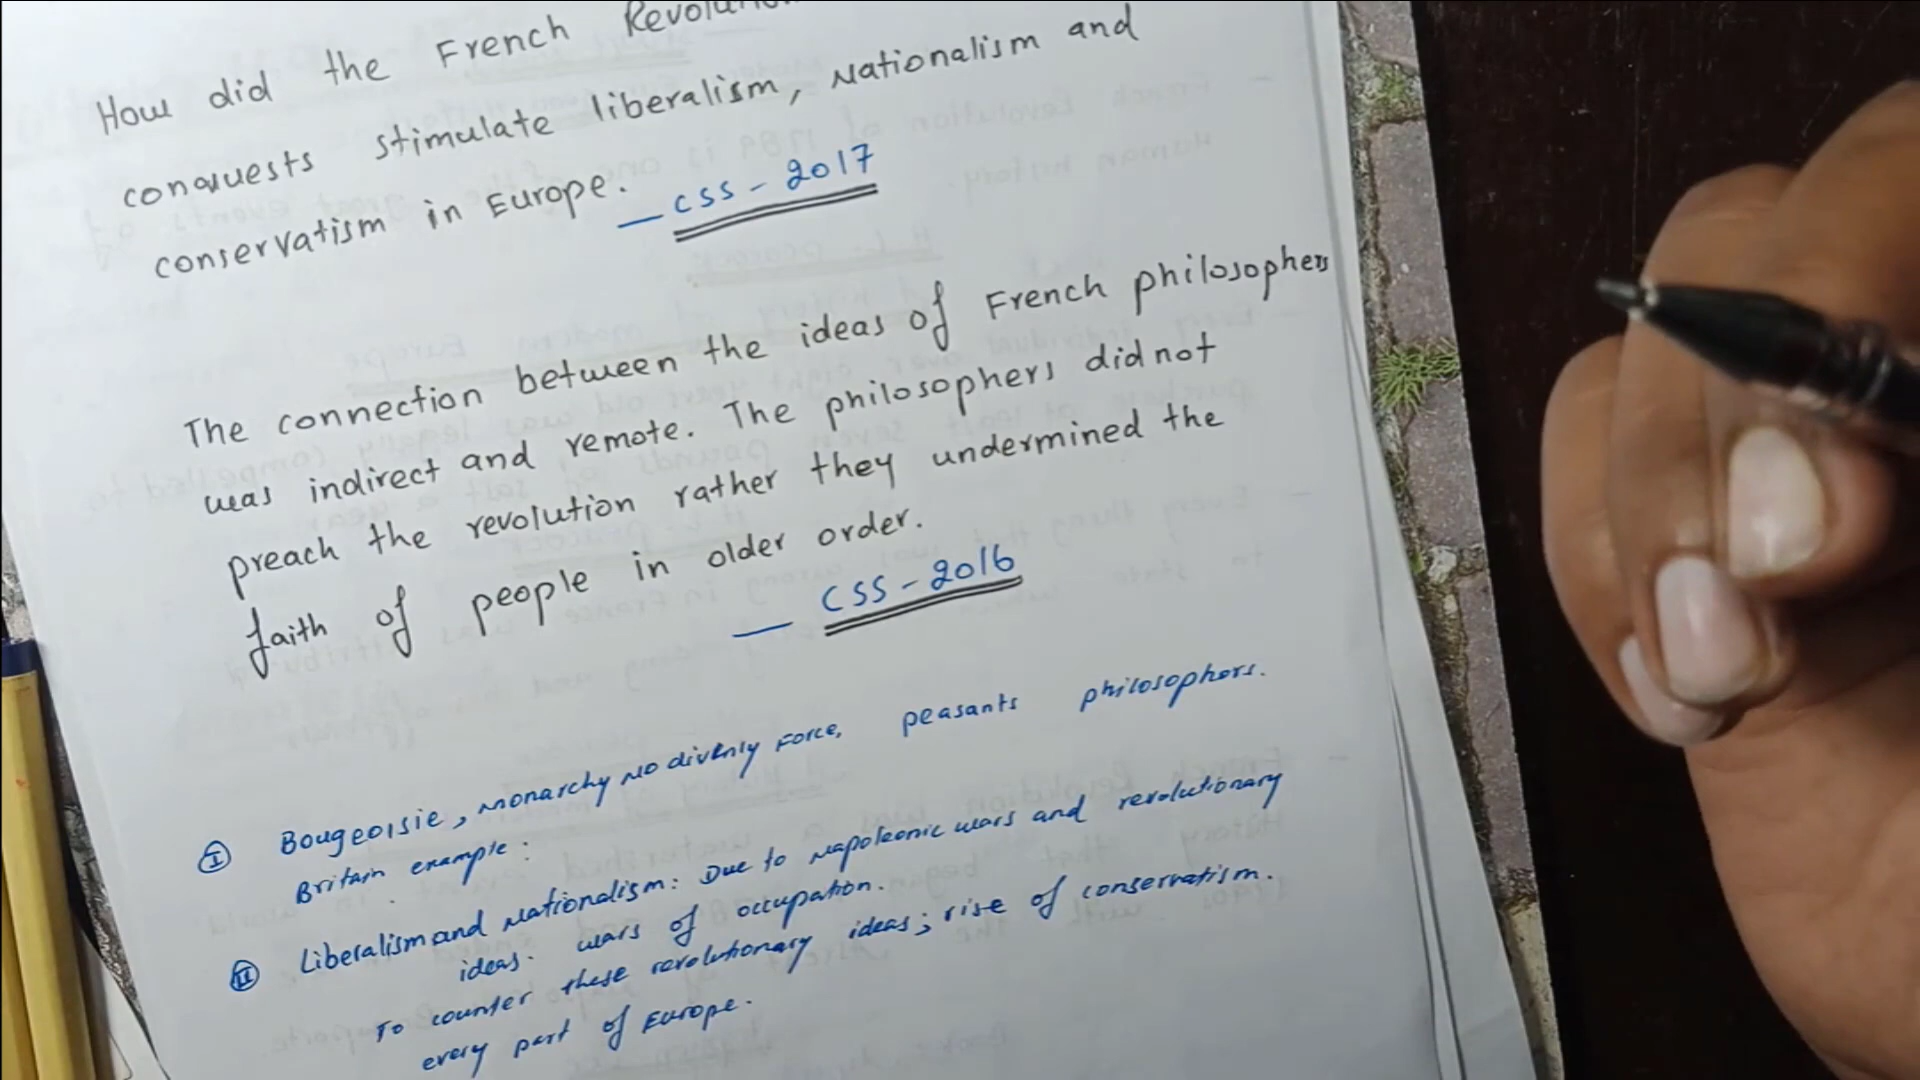 How did the French Revolu
conquests stimulate liberalism, Nationalism and
conservatism in Europe. — CSS - 2017
The connection between the ideas of French philosophers
was indirect and remote. The philosophers did not
preach the revolution rather they undermined the
faith of people in older order.
— CSS - 2016
I Bougeoisie, Monarchy No divinly Force, peasants philosophers.
Britain example :
II Liberalism and Nationalism: Due to Napoleonic wars and revolutionary
ideas. wars of occupation.
To counter these revolutionary ideas; rise of conservatism.
every part of Europe.